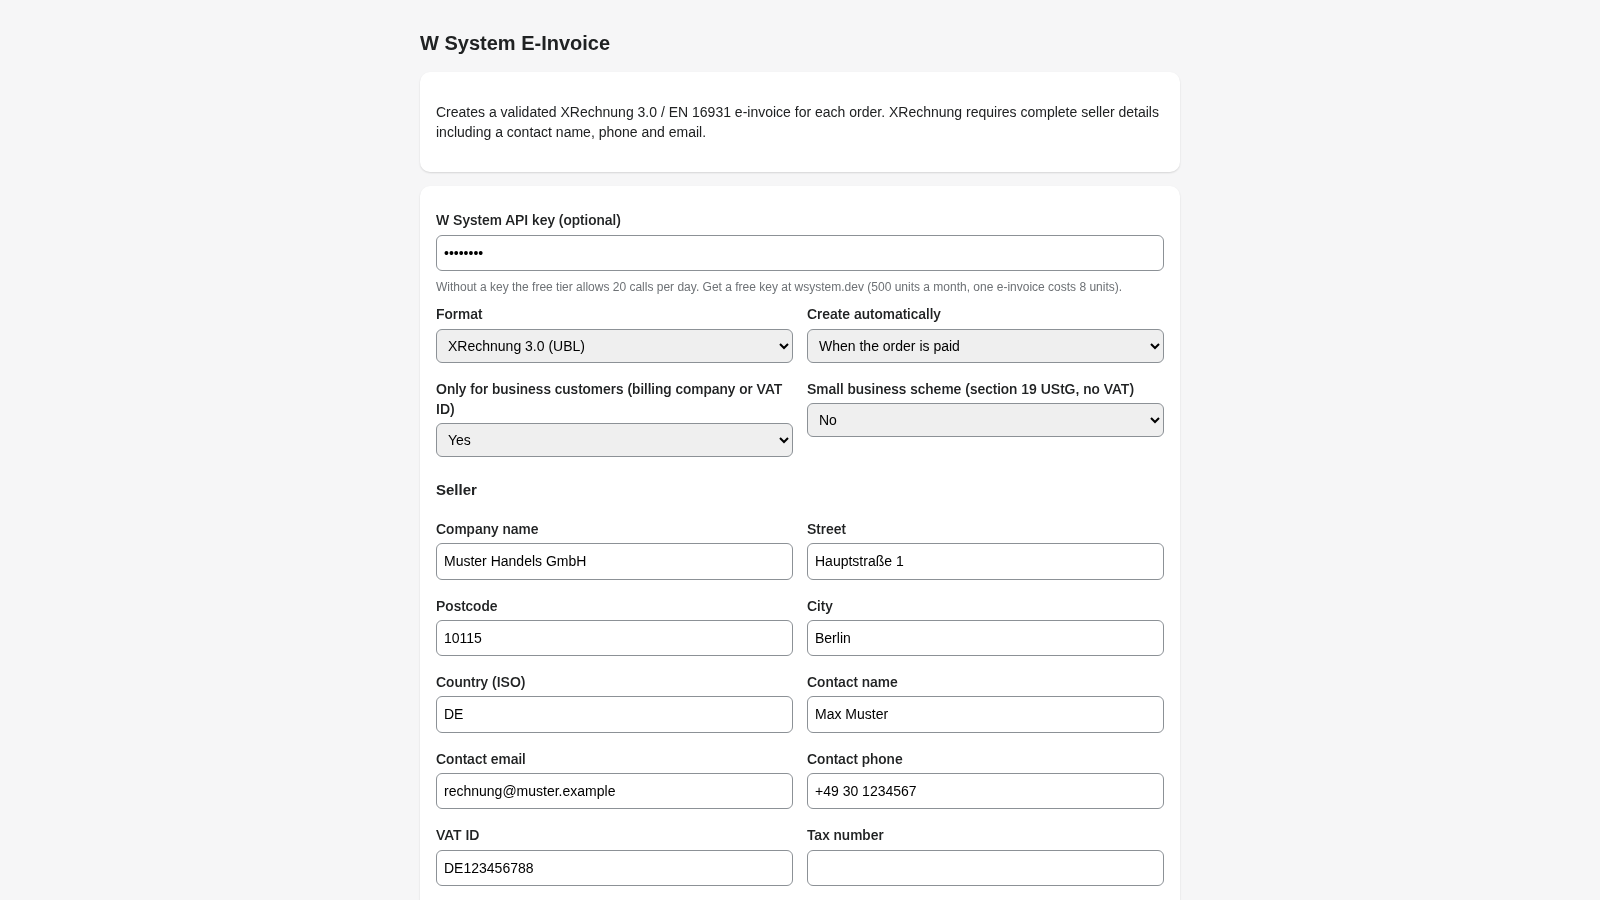 W System E-Invoice
Creates a validated XRechnung 3.0 / EN 16931 e-invoice for each order. XRechnung requires complete seller details
including a contact name, phone and email.
W System API key (optional)
••••••••
Without a key the free tier allows 20 calls per day. Get a free key at wsystem.dev (500 units a month, one e-invoice costs 8 units).
Format
Create automatically
XRechnung 3.0 (UBL)
When the order is paid
Only for business customers (billing company or VAT
ID)
Small business scheme (section 19 UStG, no VAT)
Yes
No
Seller
Company name
Street
Muster Handels GmbH
Hauptstraße 1
Postcode
City
10115
Berlin
Country (ISO)
Contact name
DE
Max Muster
Contact email
Contact phone
rechnung@muster.example
+49 30 1234567
VAT ID
Tax number
DE123456788